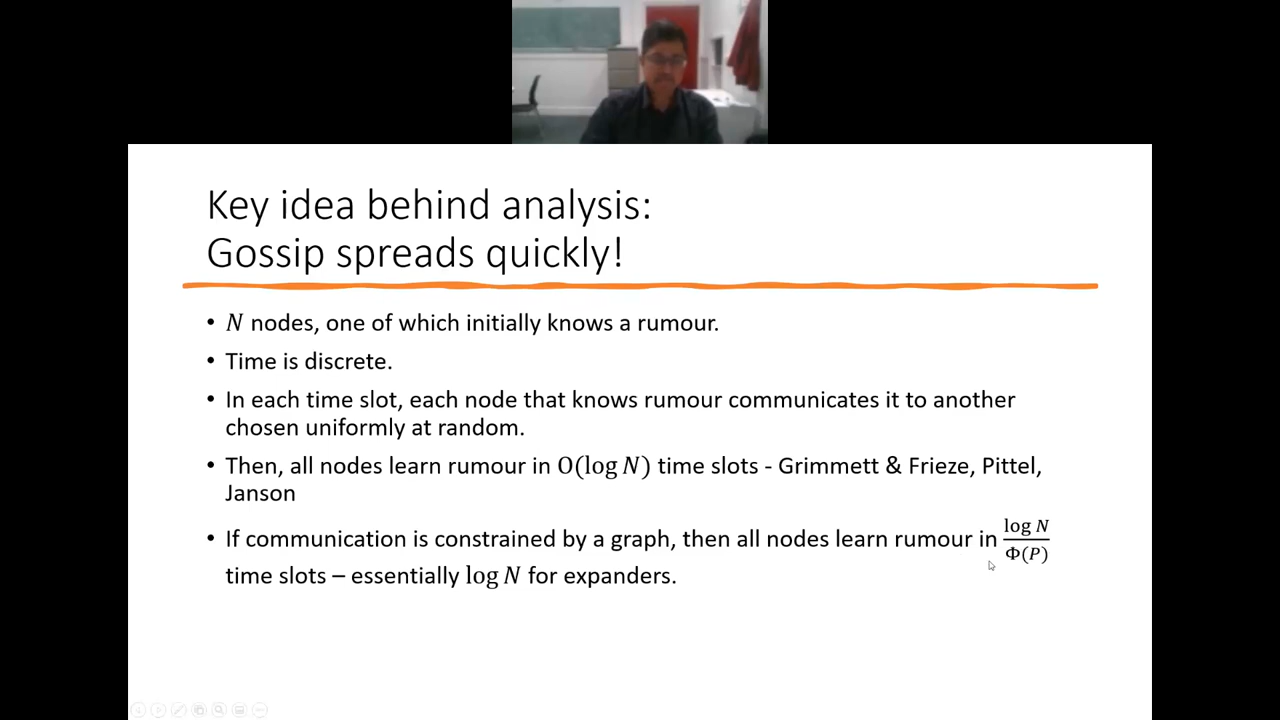 Key idea behind analysis:
Gossip spreads quickly!
• N nodes, one of which initially knows a rumour.
• Time is discrete.
• In each time slot, each node that knows rumour communicates it to another
chosen uniformly at random.
• Then, all nodes learn rumour in O(log N) time slots - Grimmett & Frieze, Pittel,
Janson
• If communication is constrained by a graph, then all nodes learn rumour in log N / Φ(P)
time slots – essentially log N for expanders.